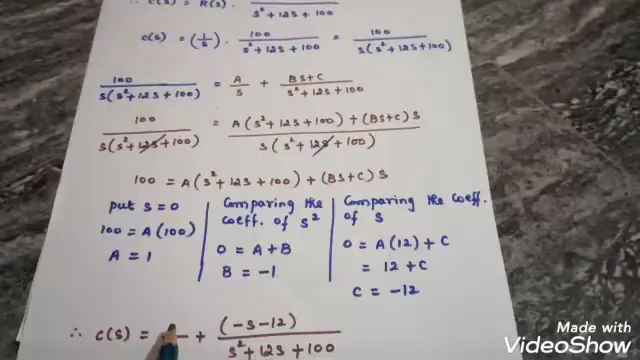 ∴ C(S) = R(S) . ‾‾‾‾ / S² + 12S + 100
C(S) = (1/S) . 100 / S² + 12S + 100 = 100 / S(S² + 12S + 100)
100 / S(S² + 12S + 100) = A / S + BS + C / S² + 12S + 100
100 / S(S² + 12S + 100) = A(S² + 12S + 100) + (BS + C) S / S(S² + 12S + 100)
100 = A(S² + 12S + 100) + (BS + C) S
put S = 0
100 = A(100)
A = 1
Comparing the
coeff. of S²
0 = A + B
B = -1
Comparing the coeff.
of S
0 = A(12) + C
= 12 + C
C = -12
∴ C(S) = + (-S-12) / S² + 12S + 100
Made with
VideoShow